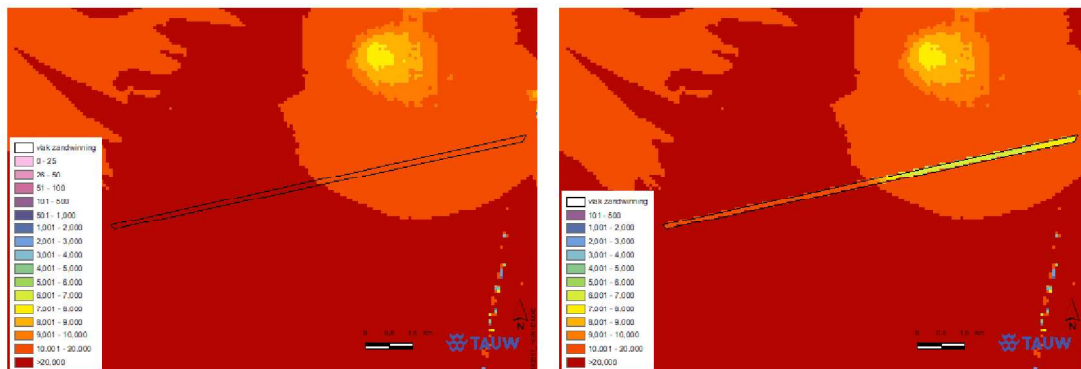 vlak zandwinning
0 - 25
26 - 50
51 - 100
101 - 500
501 - 1,000
1,001 - 2,000
2,001 - 3,000
3,001 - 4,000
4,001 - 5,000
5,001 - 6,000
6,001 - 7,000
7,001 - 8,000
8,001 - 9,000
9,001 - 10,000
10,001 - 20,000
>20,000
TAUW
vlak zandwinning
101 - 500
1,001 - 2,000
2,001 - 3,000
3,001 - 4,000
4,001 - 5,000
5,001 - 6,000
6,001 - 7,000
7,001 - 8,000
8,001 - 9,000
9,001 - 10,000
10,001 - 20,000
>20,000
TAUW